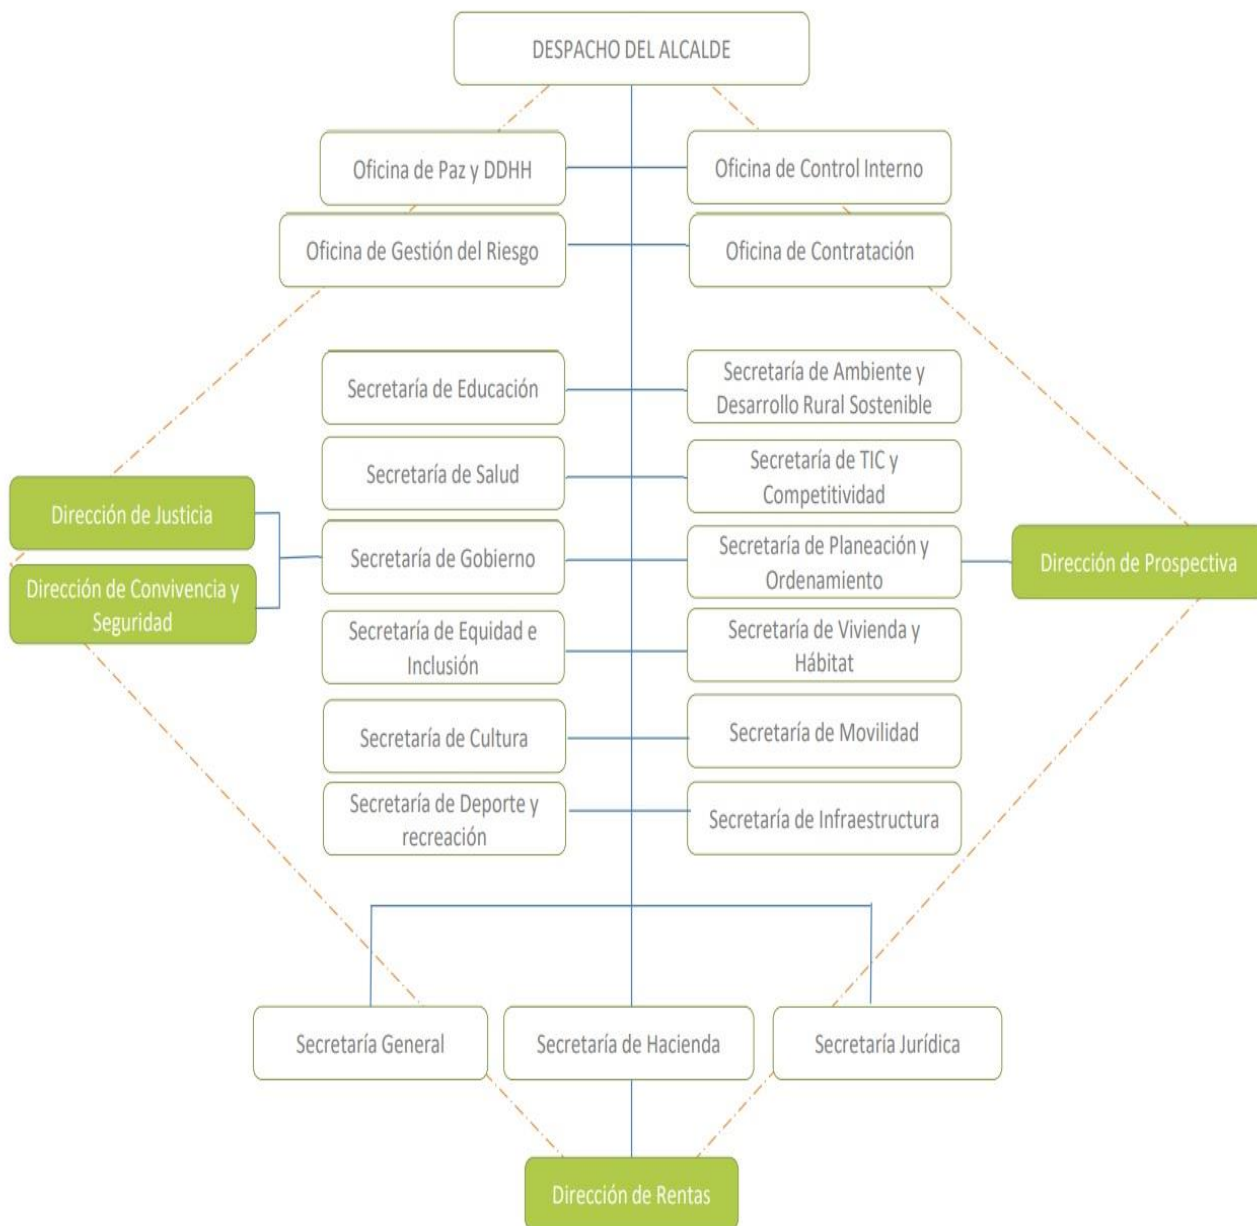 DESPACHO DEL ALCALDE
Oficina de Paz y DDHH
Oficina de Control Interno
Oficina de Gestión del Riesgo
Oficina de Contratación
Secretaría de Educación
Secretaría de Ambiente y
Desarrollo Rural Sostenible
Secretaría de Salud
Secretaría de TIC y
Competitividad
Dirección de Justicia
Secretaría de Gobierno
Secretaría de Planeación y
Ordenamiento
Dirección de Prospectiva
Dirección de Convivencia y
Seguridad
Secretaría de Equidad e
Inclusión
Secretaría de Vivienda y
Hábitat
Secretaría de Cultura
Secretaría de Movilidad
Secretaría de Deporte y
recreación
Secretaría de Infraestructura
Secretaría General
Secretaría de Hacienda
Secretaría Jurídica
Dirección de Rentas